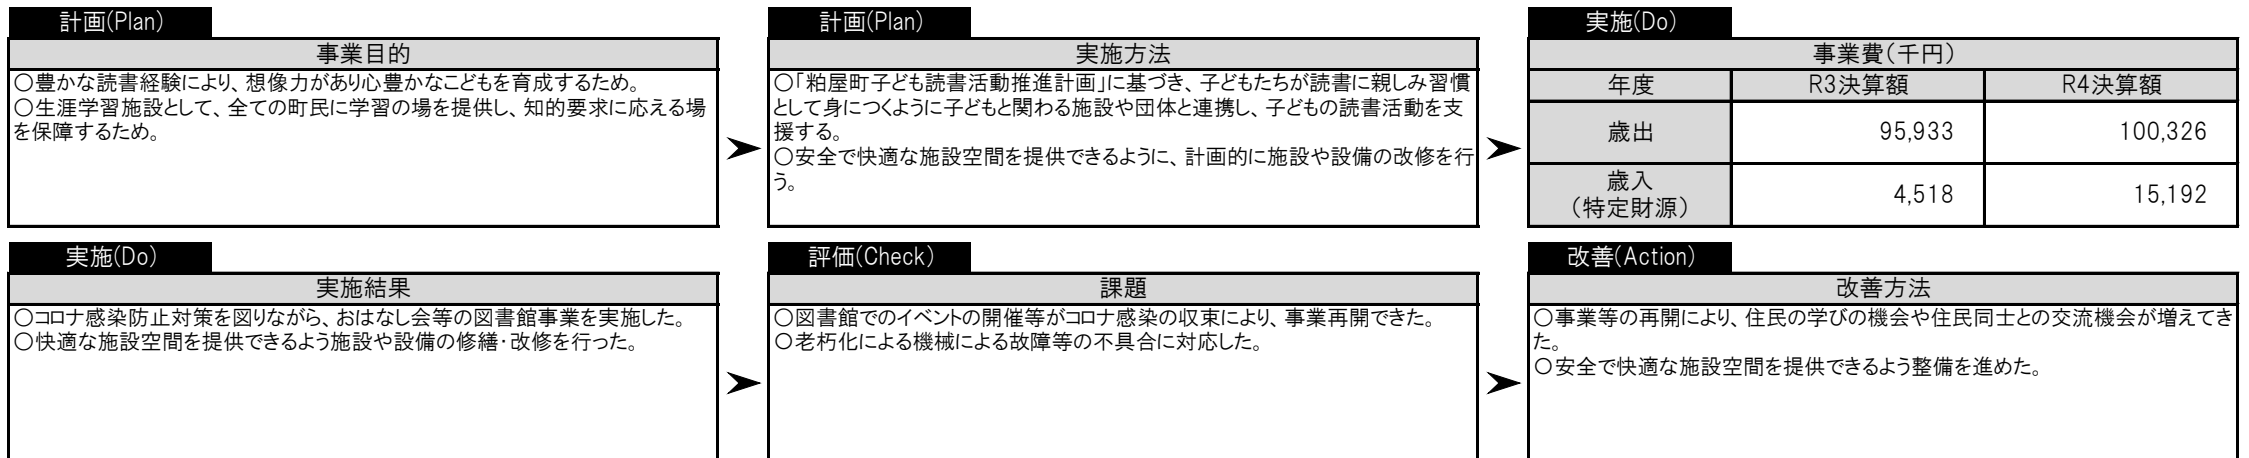 計画(Plan)
事業目的
○豊かな読書経験により、想像力があり心豊かなこどもを育成するため。
○生涯学習施設として、全ての町民に学習の場を提供し、知的要求に応える場
を保障するため。
計画(Plan)
実施方法
○「粕屋町子ども読書活動推進計画」に基づき、子どもたちが読書に親しみ習慣
として身につくように子どもと関わる施設や団体と連携し、子どもの読書活動を支
援する。
○安全で快適な施設空間を提供できるように、計画的に施設や設備の改修を行
う。
実施(Do)
事業費(千円)
年度 R3決算額 R4決算額
歳出 95,933 100,326
歳入
(特定財源) 4,518 15,192
実施(Do)
実施結果
○コロナ感染防止対策を図りながら、おはなし会等の図書館事業を実施した。
○快適な施設空間を提供できるよう施設や設備の修繕・改修を行った。
評価(Check)
課題
○図書館でのイベントの開催等がコロナ感染の収束により、事業再開できた。
○老朽化による機械による故障等の不具合に対応した。
改善(Action)
改善方法
○事業等の再開により、住民の学びの機会や住民同士との交流機会が増えてき
た。
○安全で快適な施設空間を提供できるよう整備を進めた。